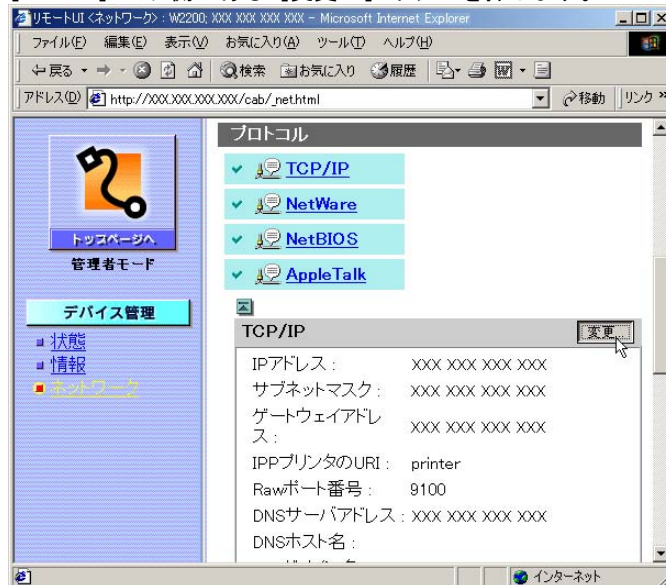 リモートUI <ネットワーク> : W2200; XXX XXX XXX XXX - Microsoft Internet Explorer
ファイル(F) 編集(E) 表示(V) お気に入り(A) ツール(T) ヘルプ(H)
戻る 検索 お気に入り 履歴
アドレス(D) http://XXX.XXX.XXX.XXX/cab/_net.html 移動 リンク »
プロトコル
TCP/IP
NetWare
NetBIOS
AppleTalk
トップページへ
管理者モード
デバイス管理
状態
情報
ネットワーク
TCP/IP 変更...
IPアドレス : XXX XXX XXX XXX
サブネットマスク : XXX XXX XXX XXX
ゲートウェイアドレ
ス : XXX XXX XXX XXX
IPPプリンタのURI : printer
Rawポート番号 : 9100
DNSサーバアドレス : XXX XXX XXX XXX
DNSホスト名 :
インターネット